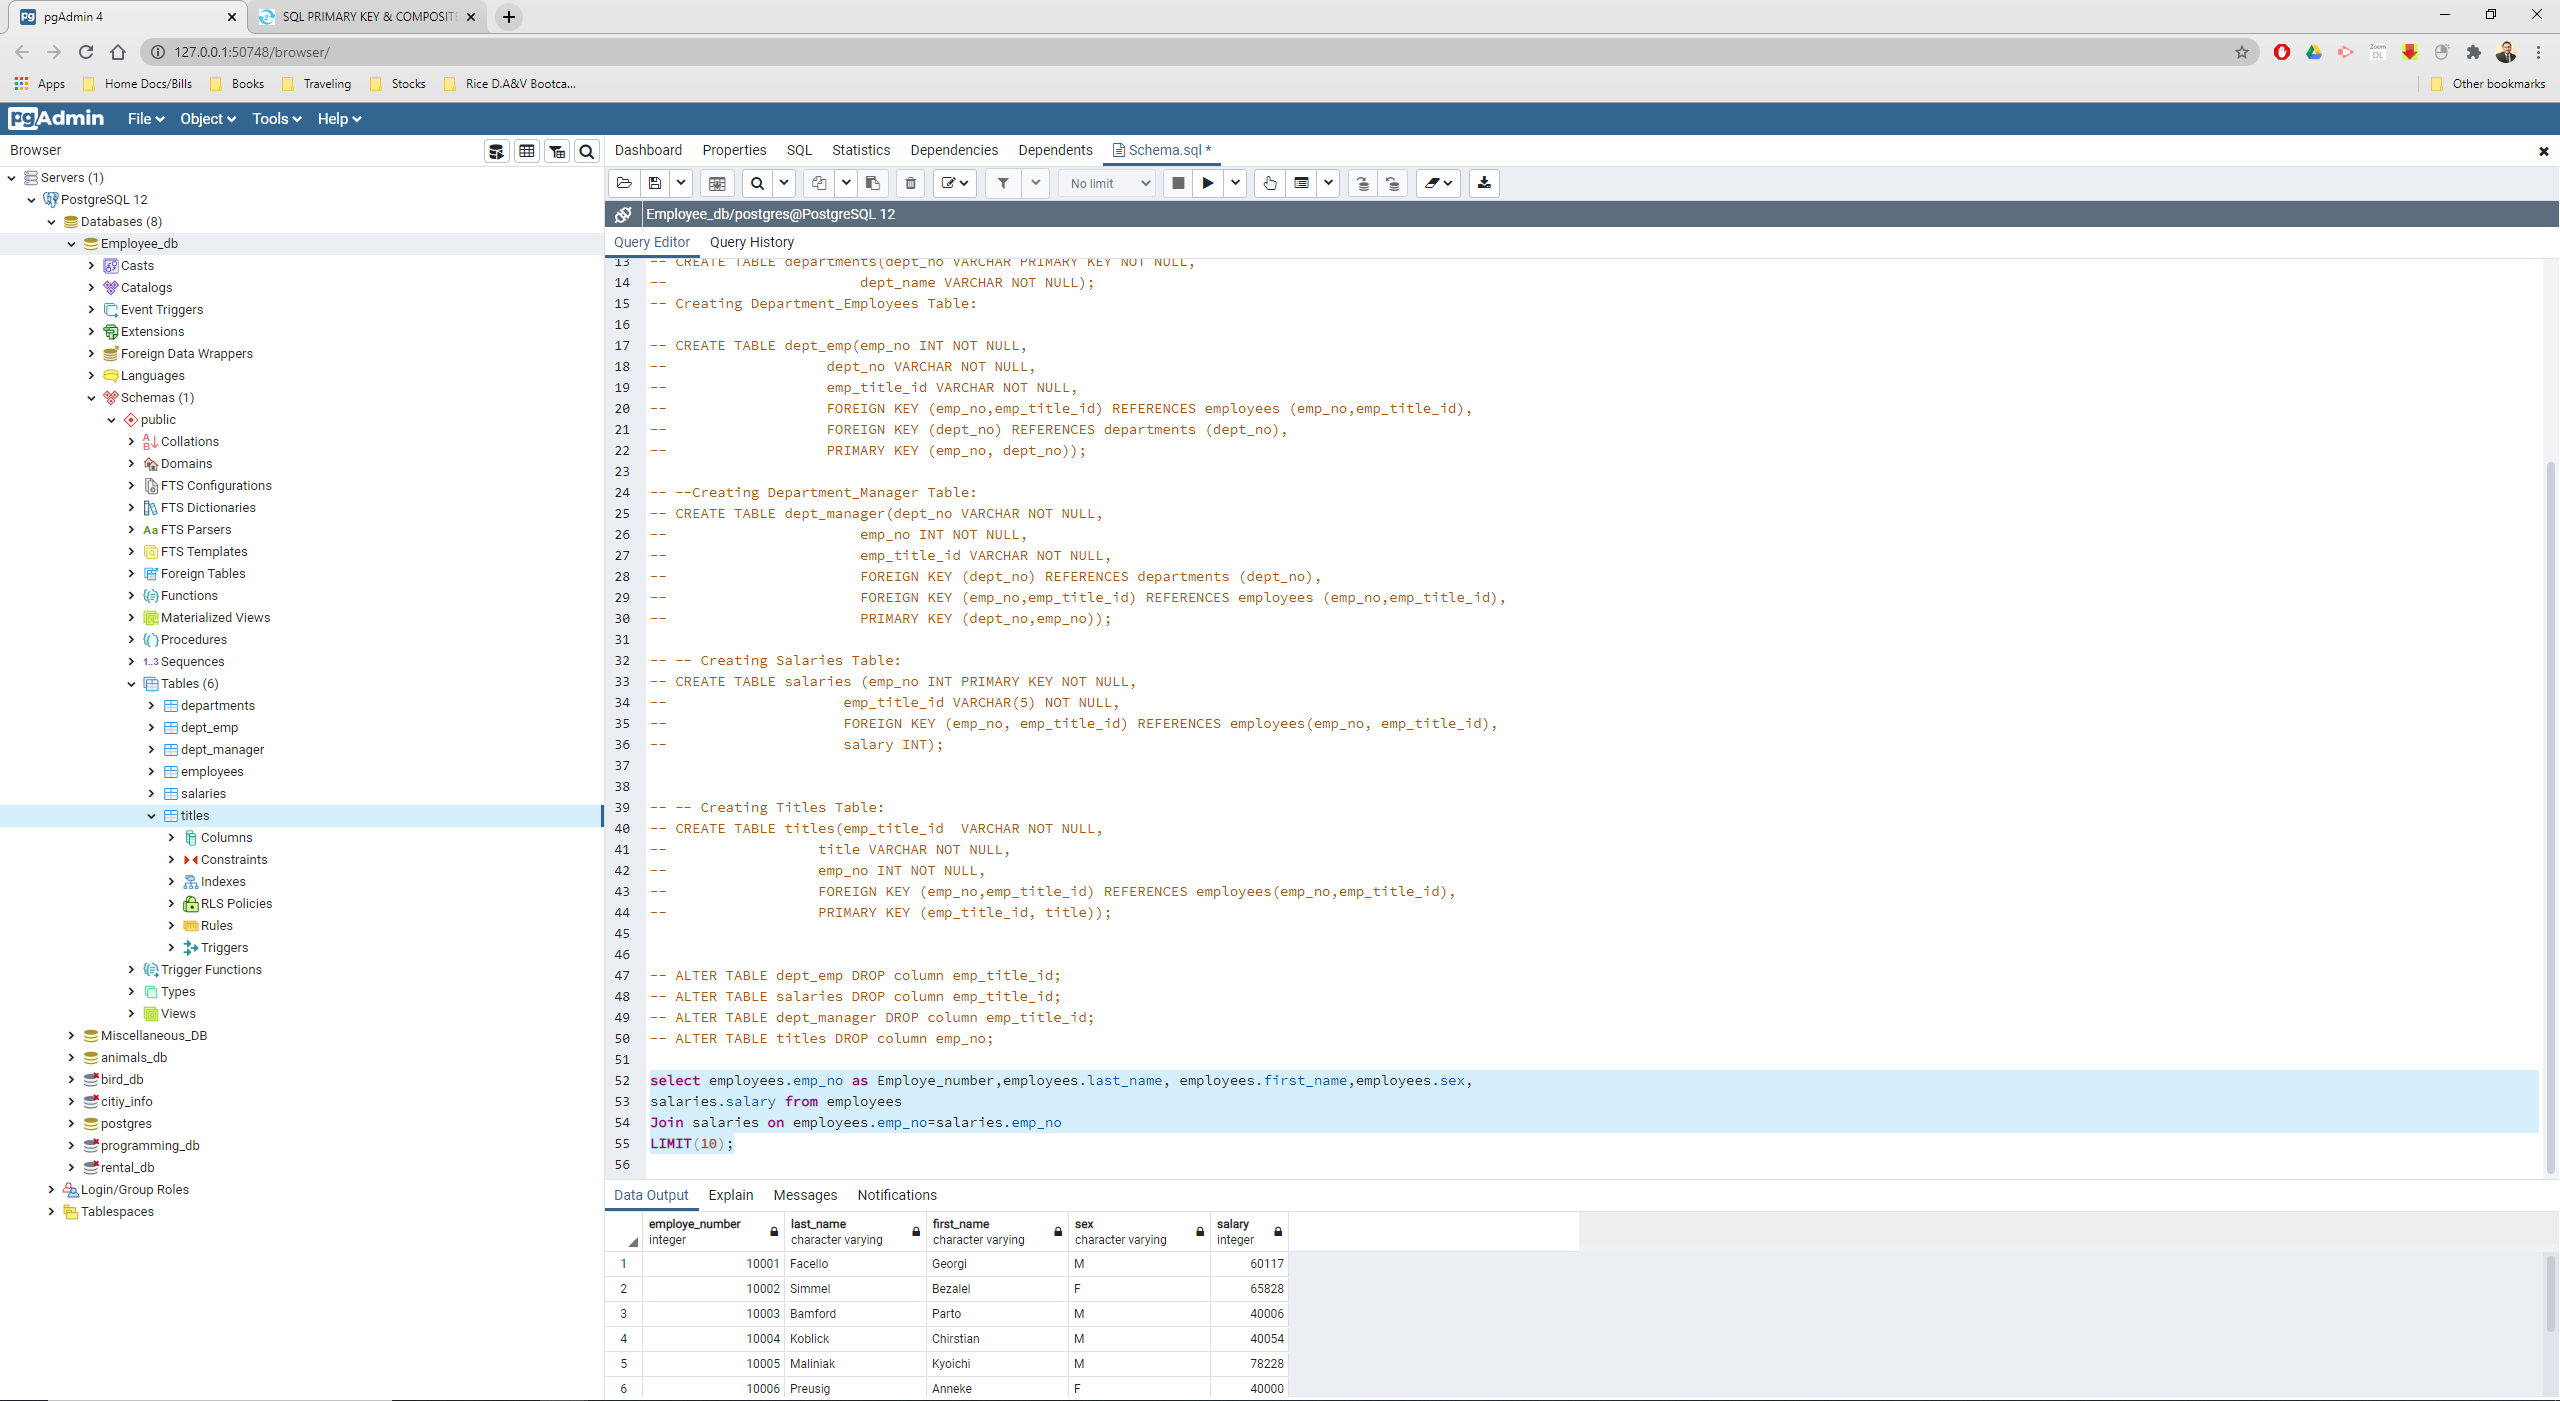 pgAdmin 4
SQL PRIMARY KEY & COMPOSITE
127.0.0.1:50748/browser/
Zoom DL
Apps
Home Docs/Bills
Books
Traveling
Stocks
Rice D.A&V Bootca...
Other bookmarks
pgAdmin
File
Object
Tools
Help
Browser
Dashboard
Properties
SQL
Statistics
Dependencies
Dependents
Schema.sql *
No limit
Employee_db/postgres@PostgreSQL 12
Query Editor
Query History
Servers (1)
PostgreSQL 12
Databases (8)
Employee_db
Casts
Catalogs
Event Triggers
Extensions
Foreign Data Wrappers
Languages
Schemas (1)
public
Collations
Domains
FTS Configurations
FTS Dictionaries
Aa FTS Parsers
FTS Templates
Foreign Tables
Functions
Materialized Views
Procedures
1..3 Sequences
Tables (6)
departments
dept_emp
dept_manager
employees
salaries
titles
Columns
Constraints
Indexes
RLS Policies
Rules
Triggers
Trigger Functions
Types
Views
Miscellaneous_DB
animals_db
bird_db
citiy_info
postgres
programming_db
rental_db
Login/Group Roles
Tablespaces
13 -- CREATE TABLE departments(dept_no VARCHAR PRIMARY KEY NOT NULL,
14 -- dept_name VARCHAR NOT NULL);
15 -- Creating Department_Employees Table:
16
17 -- CREATE TABLE dept_emp(emp_no INT NOT NULL,
18 -- dept_no VARCHAR NOT NULL,
19 -- emp_title_id VARCHAR NOT NULL,
20 -- FOREIGN KEY (emp_no,emp_title_id) REFERENCES employees (emp_no,emp_title_id),
21 -- FOREIGN KEY (dept_no) REFERENCES departments (dept_no),
22 -- PRIMARY KEY (emp_no, dept_no));
23
24 -- --Creating Department_Manager Table:
25 -- CREATE TABLE dept_manager(dept_no VARCHAR NOT NULL,
26 -- emp_no INT NOT NULL,
27 -- emp_title_id VARCHAR NOT NULL,
28 -- FOREIGN KEY (dept_no) REFERENCES departments (dept_no),
29 -- FOREIGN KEY (emp_no,emp_title_id) REFERENCES employees (emp_no,emp_title_id),
30 -- PRIMARY KEY (dept_no,emp_no));
31
32 -- -- Creating Salaries Table:
33 -- CREATE TABLE salaries (emp_no INT PRIMARY KEY NOT NULL,
34 -- emp_title_id VARCHAR(5) NOT NULL,
35 -- FOREIGN KEY (emp_no, emp_title_id) REFERENCES employees(emp_no, emp_title_id),
36 -- salary INT);
37
38
39 -- -- Creating Titles Table:
40 -- CREATE TABLE titles(emp_title_id  VARCHAR NOT NULL,
41 -- title VARCHAR NOT NULL,
42 -- emp_no INT NOT NULL,
43 -- FOREIGN KEY (emp_no,emp_title_id) REFERENCES employees(emp_no,emp_title_id),
44 -- PRIMARY KEY (emp_title_id, title));
45
46
47 -- ALTER TABLE dept_emp DROP column emp_title_id;
48 -- ALTER TABLE salaries DROP column emp_title_id;
49 -- ALTER TABLE dept_manager DROP column emp_title_id;
50 -- ALTER TABLE titles DROP column emp_no;
51
52 select employees.emp_no as Employe_number,employees.last_name, employees.first_name,employees.sex,
53 salaries.salary from employees
54 Join salaries on employees.emp_no=salaries.emp_no
55 LIMIT(10);
56
Data Output
Explain
Messages
Notifications
employe_number integer
last_name character varying
first_name character varying
sex character varying
salary integer
1 10001 Facello Georgi M 60117
2 10002 Simmel Bezalel F 65828
3 10003 Bamford Parto M 40006
4 10004 Koblick Chirstian M 40054
5 10005 Maliniak Kyoichi M 78228
6 10006 Preusig Anneke F 40000